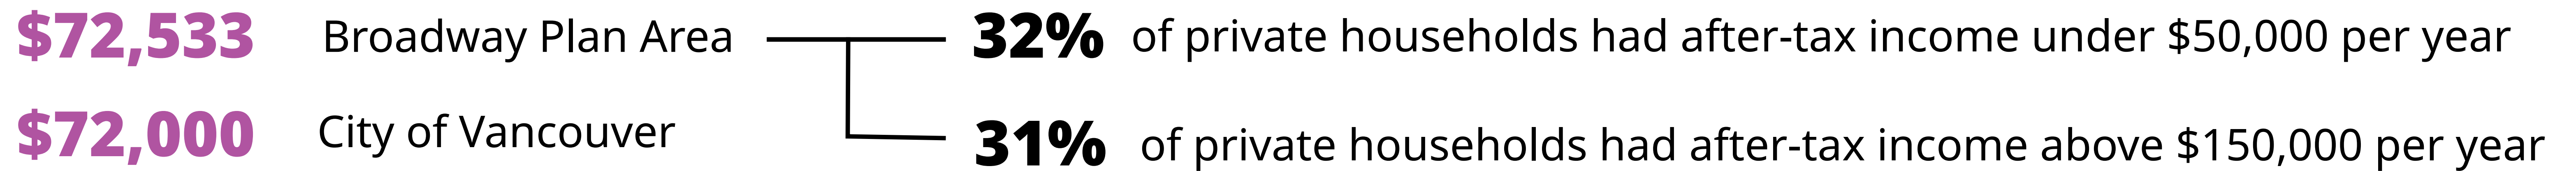 $72,533 Broadway Plan Area 32% of private households had after-tax income under $50,000 per year
$72,000 City of Vancouver 31% of private households had after-tax income above $150,000 per year